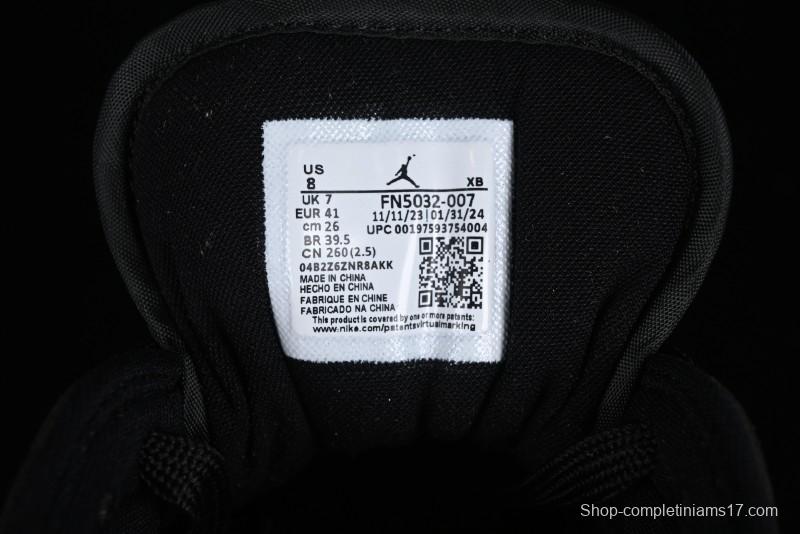 US
8
XB
UK 7
FN5032-007
EUR 41
11/11/23|01/31/24
cm 26
UPC 00197593754004
BR 39.5
CN 260(2.5)
04B2Z6ZNR8AKK
MADE IN CHINA
HECHO EN CHINA
FABRIQUE EN CHINE
FABRICADO NA CHINA
This product is covered by one or more patents:
www.nike.com/patentsvirtualmarking
Shop-completiniams17.com/